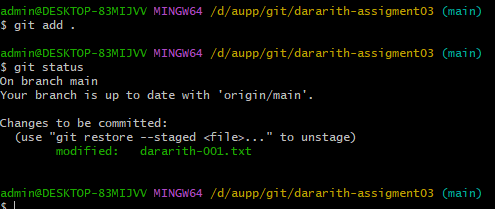 admin@DESKTOP-83MIJVV MINGW64 /d/aupp/git/dararith-assigment03 (main)
$ git add .

admin@DESKTOP-83MIJVV MINGW64 /d/aupp/git/dararith-assigment03 (main)
$ git status
On branch main
Your branch is up to date with 'origin/main'.

Changes to be committed:
  (use "git restore --staged <file>..." to unstage)
        modified:   dararith-001.txt


admin@DESKTOP-83MIJVV MINGW64 /d/aupp/git/dararith-assigment03 (main)
$